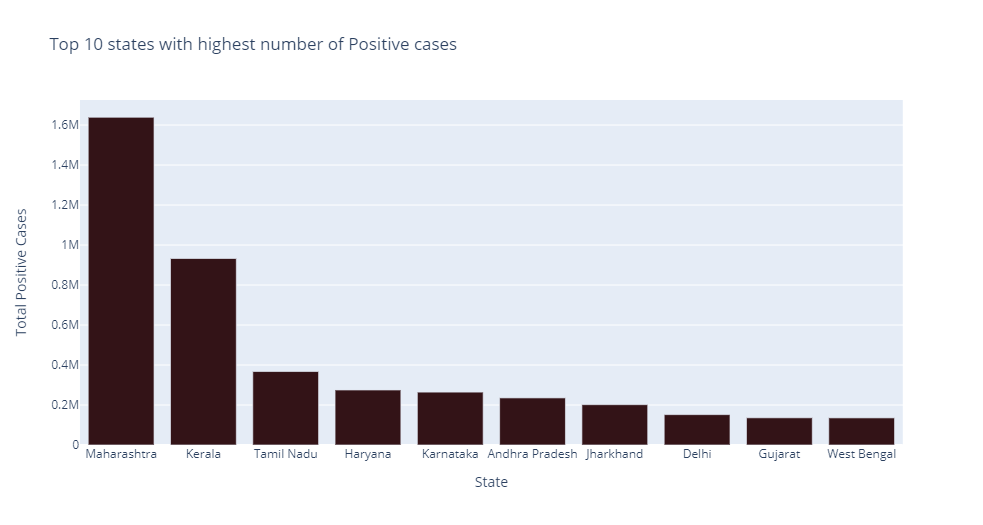 Top 10 states with highest number of Positive cases
1.6M
1.4M
1.2M
1M
0.8M
0.6M
0.4M
0.2M
0
Total Positive Cases
Maharashtra Kerala Tamil Nadu Haryana Karnataka Andhra Pradesh Jharkhand Delhi Gujarat West Bengal
State